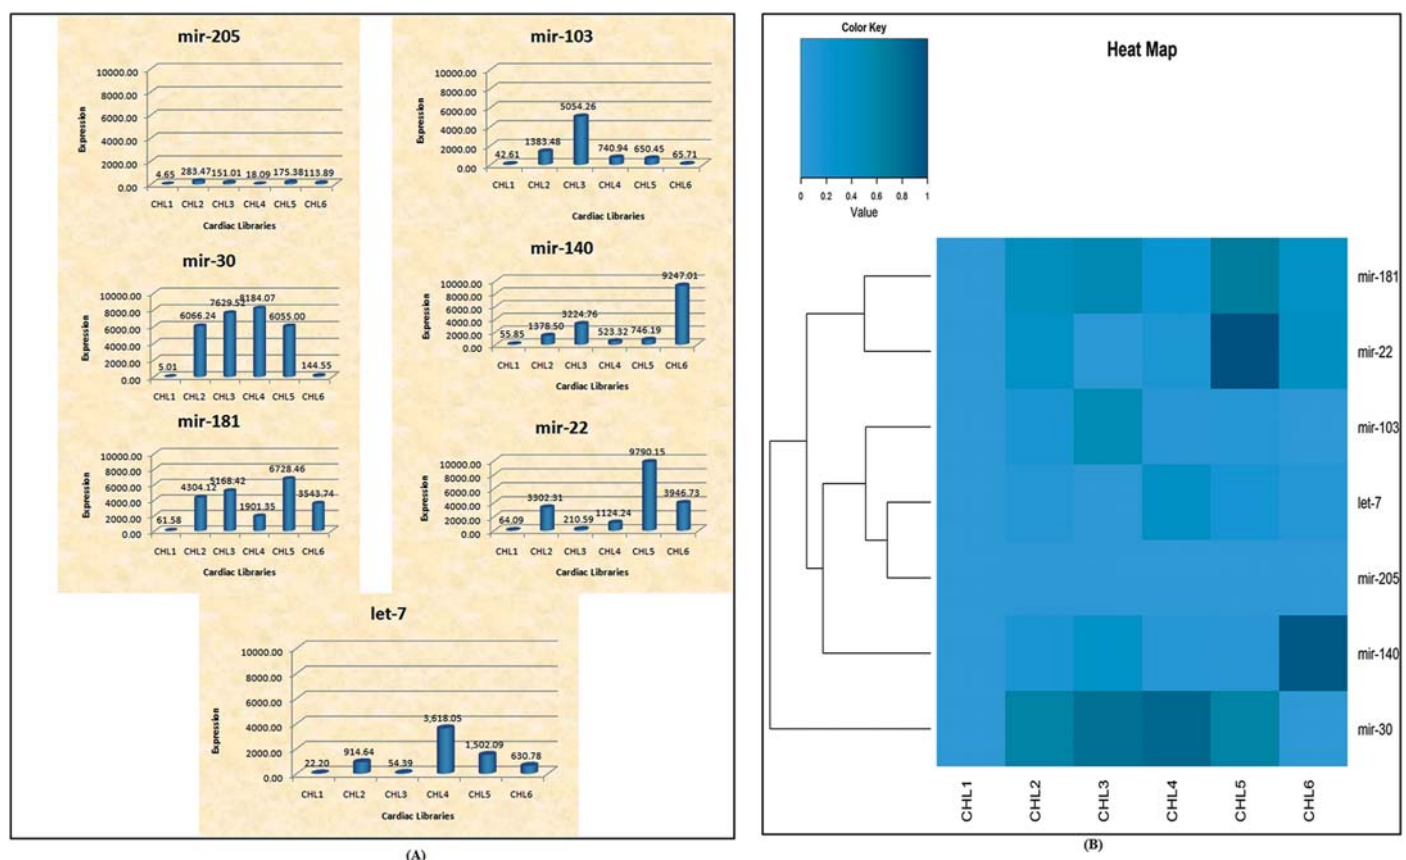 mir-205
10000.00
8000.00
6000.00
4000.00
2000.00
0.00
Expression
4.65 283.47 151.01 18.09 175.38 113.89
CHL1 CHL2 CHL3 CHL4 CHL5 CHL6
Cardiac Libraries
mir-103
10000.00
8000.00
6000.00
4000.00
2000.00
0.00
Expression
42.61 1383.48 5054.26 740.94 650.45 65.71
CHL1 CHL2 CHL3 CHL4 CHL5 CHL6
Cardiac Libraries
mir-30
10000.00
8000.00
6000.00
4000.00
2000.00
0.00
Expression
5.01 6066.24 7629.52 8184.07 6055.00 144.55
CHL1 CHL2 CHL3 CHL4 CHL5 CHL6
Cardiac Libraries
mir-140
10000.00
8000.00
6000.00
4000.00
2000.00
0.00
Expression
55.85 1378.50 3224.76 523.32 746.19 9247.01
CHL1 CHL2 CHL3 CHL4 CHL5 CHL6
Cardiac Libraries
mir-181
10000.00
8000.00
6000.00
4000.00
2000.00
0.00
Expression
61.58 4304.12 5168.42 1901.35 6728.46 3543.74
CHL1 CHL2 CHL3 CHL4 CHL5 CHL6
Cardiac Libraries
mir-22
10000.00
8000.00
6000.00
4000.00
2000.00
0.00
Expression
64.09 3302.31 210.59 1124.24 9790.15 3946.73
CHL1 CHL2 CHL3 CHL4 CHL5 CHL6
Cardiac Libraries
let-7
10000.00
8000.00
6000.00
4000.00
2000.00
0.00
Expression
22.20 914.64 54.39 3,618.05 1,502.09 630.78
CHL1 CHL2 CHL3 CHL4 CHL5 CHL6
Cardiac Libraries
(A)
Color Key
0 0.2 0.4 0.6 0.8 1
Value
Heat Map
mir-181
mir-22
mir-103
let-7
mir-205
mir-140
mir-30
CHL1 CHL2 CHL3 CHL4 CHL5 CHL6
(B)